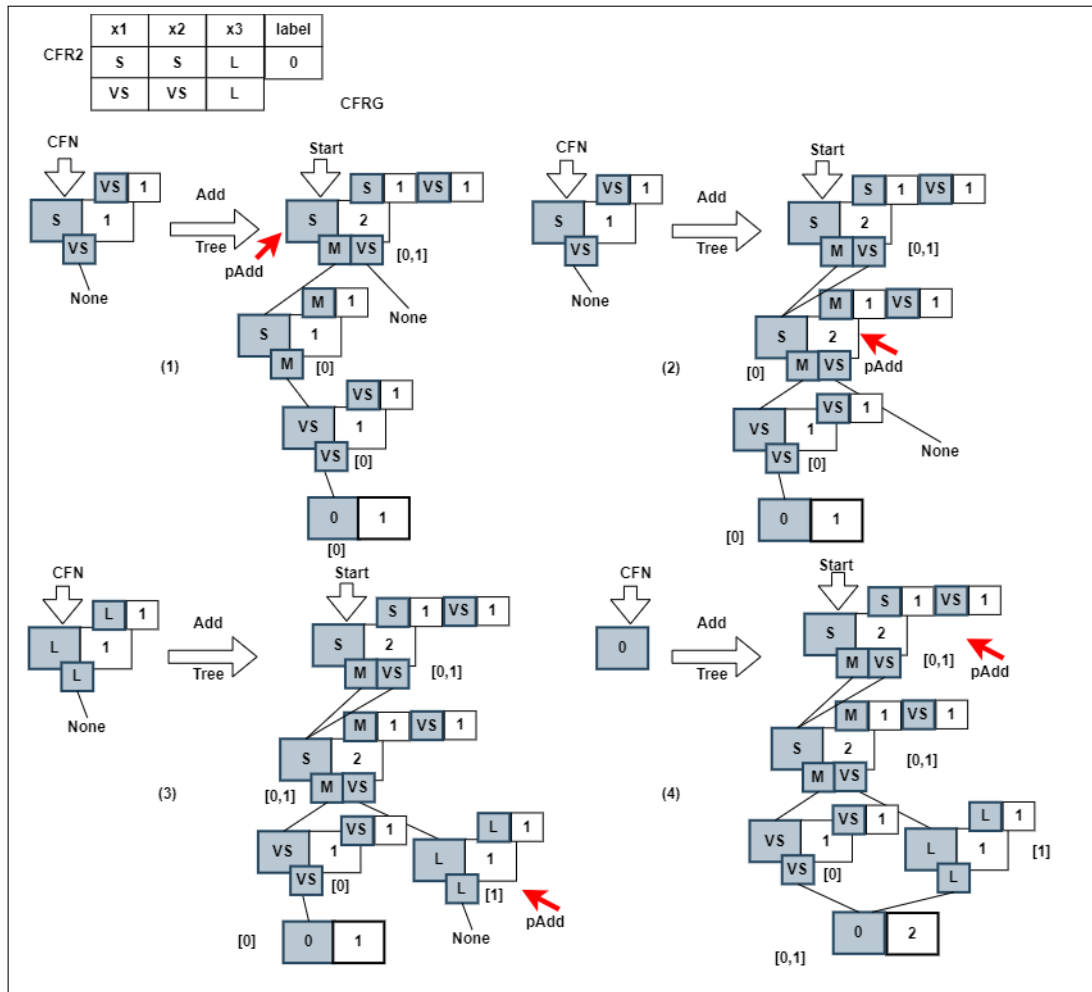 x1 x2 x3 label
CFR2 S S L 0
VS VS L
CFRG
CFN
VS 1
S 1
VS
None
Add
Tree
Start
S 1 VS 1
S 2
M VS
[0,1]
pAdd
M 1
S 1
M
[0]
None
VS 1
VS 1
VS
[0]
0 1
[0]
(1)
CFN
VS 1
S 1
VS
None
Add
Tree
Start
S 1 VS 1
S 2
M VS
[0,1]
M 1 VS 1
S 2
M VS
[0]
pAdd
VS 1
VS 1
VS
[0]
None
0 1
[0]
(2)
CFN
L 1
L 1
L
None
Add
Tree
Start
S 1 VS 1
S 2
M VS
[0,1]
M 1 VS 1
S 2
M VS
[0,1]
VS 1
VS 1
VS
[0]
L 1
L 1
L
[1]
pAdd
None
0 1
[0]
(3)
CFN
0
Add
Tree
Start
S 1 VS 1
S 2
M VS
[0,1]
pAdd
M 1 VS 1
S 2
M VS
[0,1]
VS 1
VS 1
VS
[0]
L 1
L 1
L
[1]
0 2
[0,1]
(4)